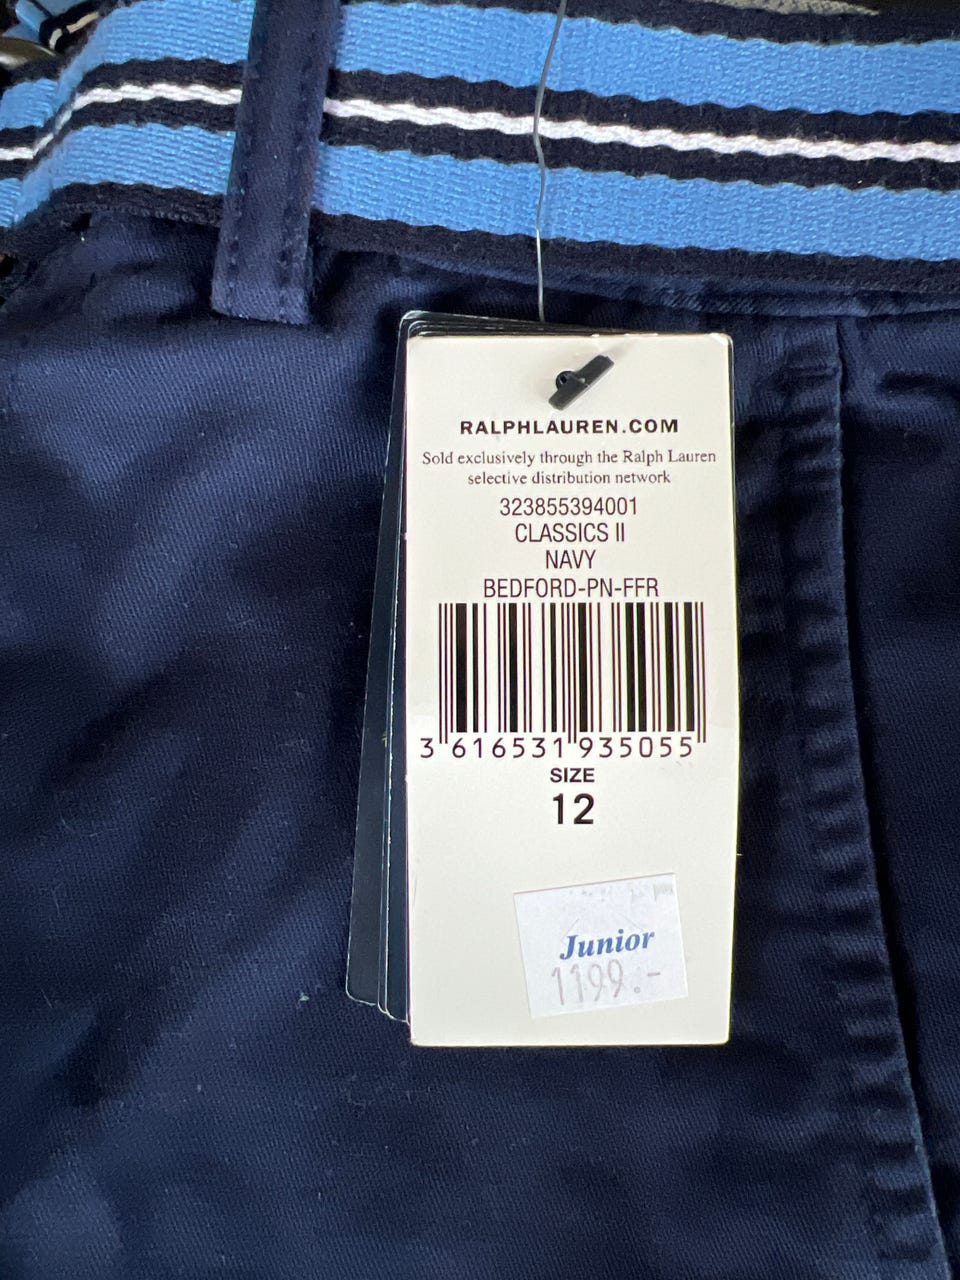 RALPHLAUREN.COM
Sold exclusively through the Ralph Lauren
selective distribution network
323855394001
CLASSICS II
NAVY
BEDFORD-PN-FFR
3 616531 935055
SIZE
12
Junior
1199.-